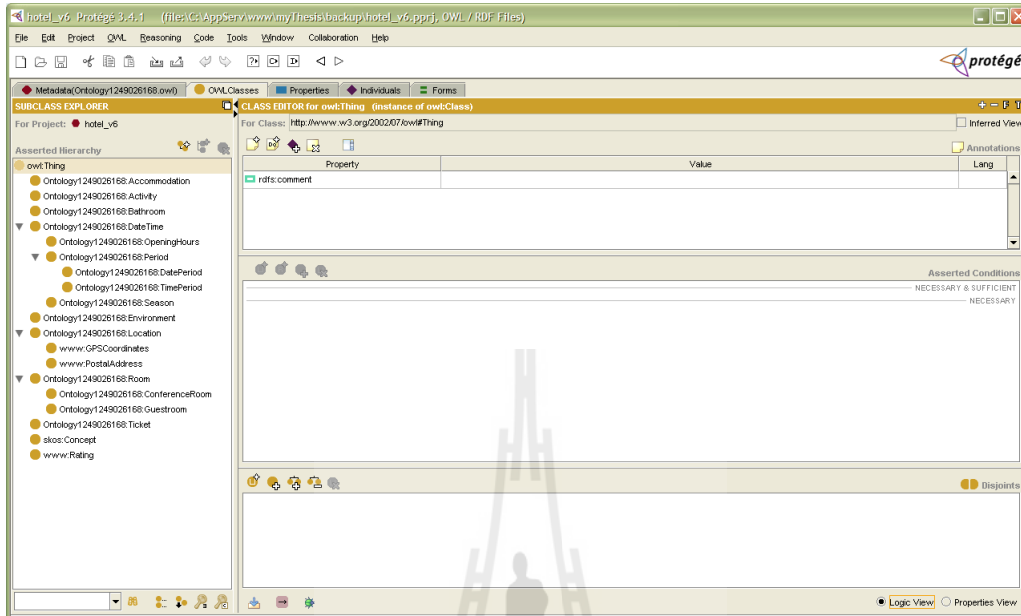 hotel_v6 Protégé 3.4.1 (file:\C:\AppServ\www\myThesis\backup\hotel_v6.pprj, OWL / RDF Files)
File Edit Project OWL Reasoning Code Tools Window Collaboration Help
protégé
Metadata(Ontology1249026168.owl) OWLClasses Properties Individuals Forms
SUBCLASS EXPLORER
For Project: hotel_v6
Asserted Hierarchy
owl:Thing
Ontology1249026168:Accommodation
Ontology1249026168:Activity
Ontology1249026168:Bathroom
Ontology1249026168:DateTime
Ontology1249026168:OpeningHours
Ontology1249026168:Period
Ontology1249026168:DatePeriod
Ontology1249026168:TimePeriod
Ontology1249026168:Season
Ontology1249026168:Environment
Ontology1249026168:Location
www:GPSCoordinates
www:PostalAddress
Ontology1249026168:Room
Ontology1249026168:ConferenceRoom
Ontology1249026168:Guestroom
Ontology1249026168:Ticket
skos:Concept
www:Rating
CLASS EDITOR for owl:Thing (instance of owl:Class)
For Class: http://www.w3.org/2002/07/owl#Thing
Inferred View
Annotations
Property Value Lang
rdfs:comment
Asserted Conditions
NECESSARY & SUFFICIENT
NECESSARY
Disjoints
Logic View Properties View